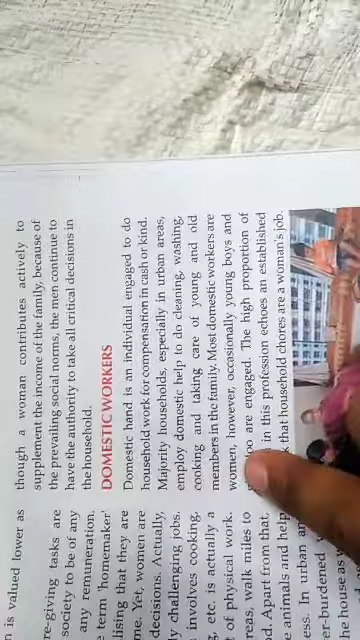 is valued lower as
re-giving tasks are
society to be of any
any remuneration.
term 'homemaker'
lising that they are
me. Yet, women are
decisions. Actually,
ly challenging jobs.
involves cooking,
etc. is actually a
of physical work.
reas, walk miles to
Apart from that,
animals and help
ess. In urban
er-burdened
house as
though a woman contributes actively to
supplement the income of the family, because of
the prevailing social norms, the men continue to
have the authority to take all critical decisions in
the household.
DOMESTIC WORKERS
Domestic hand is an individual engaged to do
household work for compensation in cash or kind.
Majority households, especially in urban areas,
employ domestic help to do cleaning, washing,
cooking and taking care of young and old
members in the family. Most domestic workers are
women, however, occasionally young boys and
too are engaged. The high proportion of
in this profession echoes an established
that household chores are a woman's job.